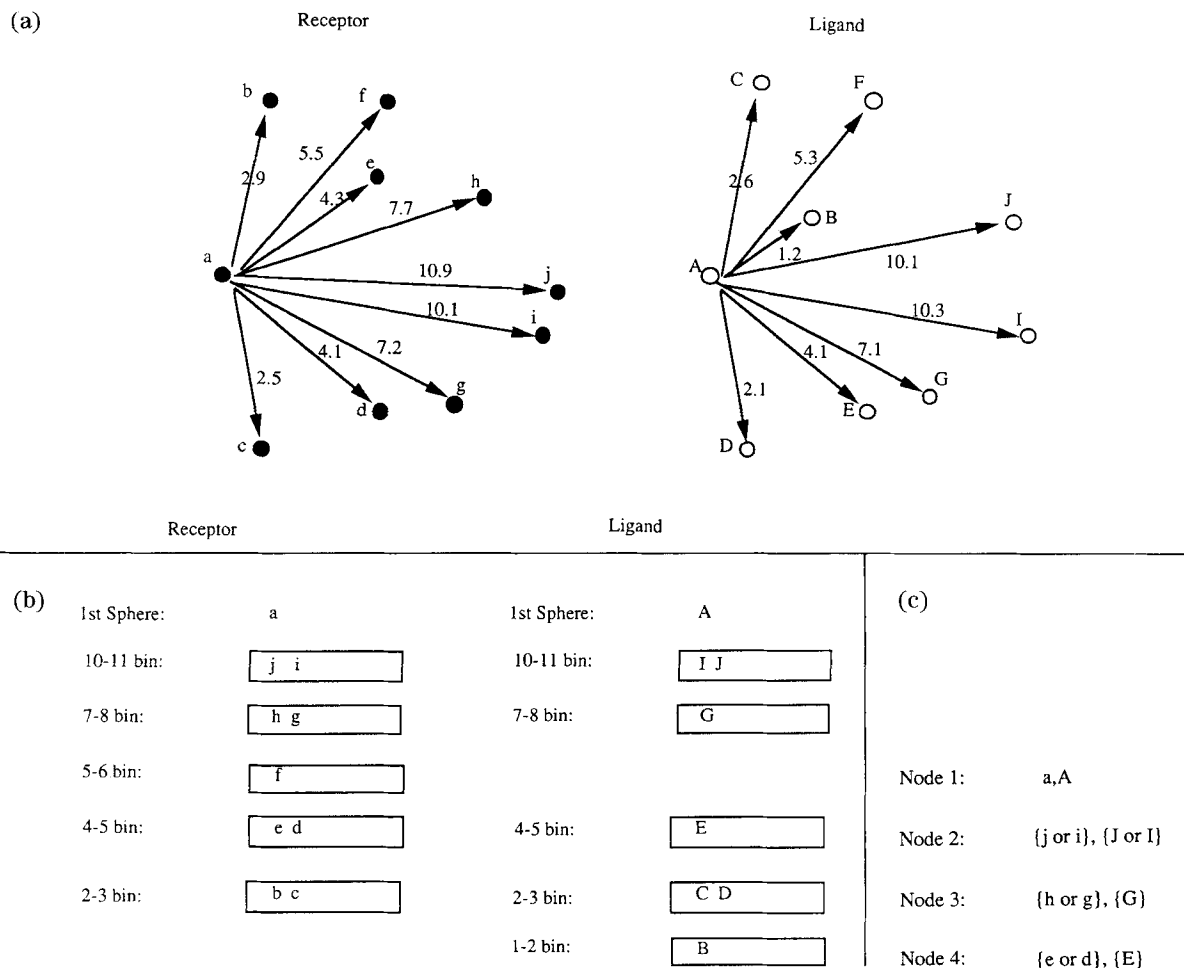 (a)
Receptor
Ligand
b
f
C
F
5.5
5.3
e
2.9
4.3
h
2.6
7.7
J
B
1.2
a
A
10.9
j
10.1
10.1
i
10.3
I
4.1
7.2
4.1
7.1
2.5
2.1
G
d
g
E
c
D
Receptor
Ligand
(b)
1st Sphere: a
10-11 bin: j i
7-8 bin: h g
5-6 bin: f
4-5 bin: e d
2-3 bin: b c
1st Sphere: A
10-11 bin: I J
7-8 bin: G
4-5 bin: E
2-3 bin: C D
1-2 bin: B
(c)
Node 1: a,A
Node 2: {j or i}, {J or I}
Node 3: {h or g}, {G}
Node 4: {e or d}, {E}